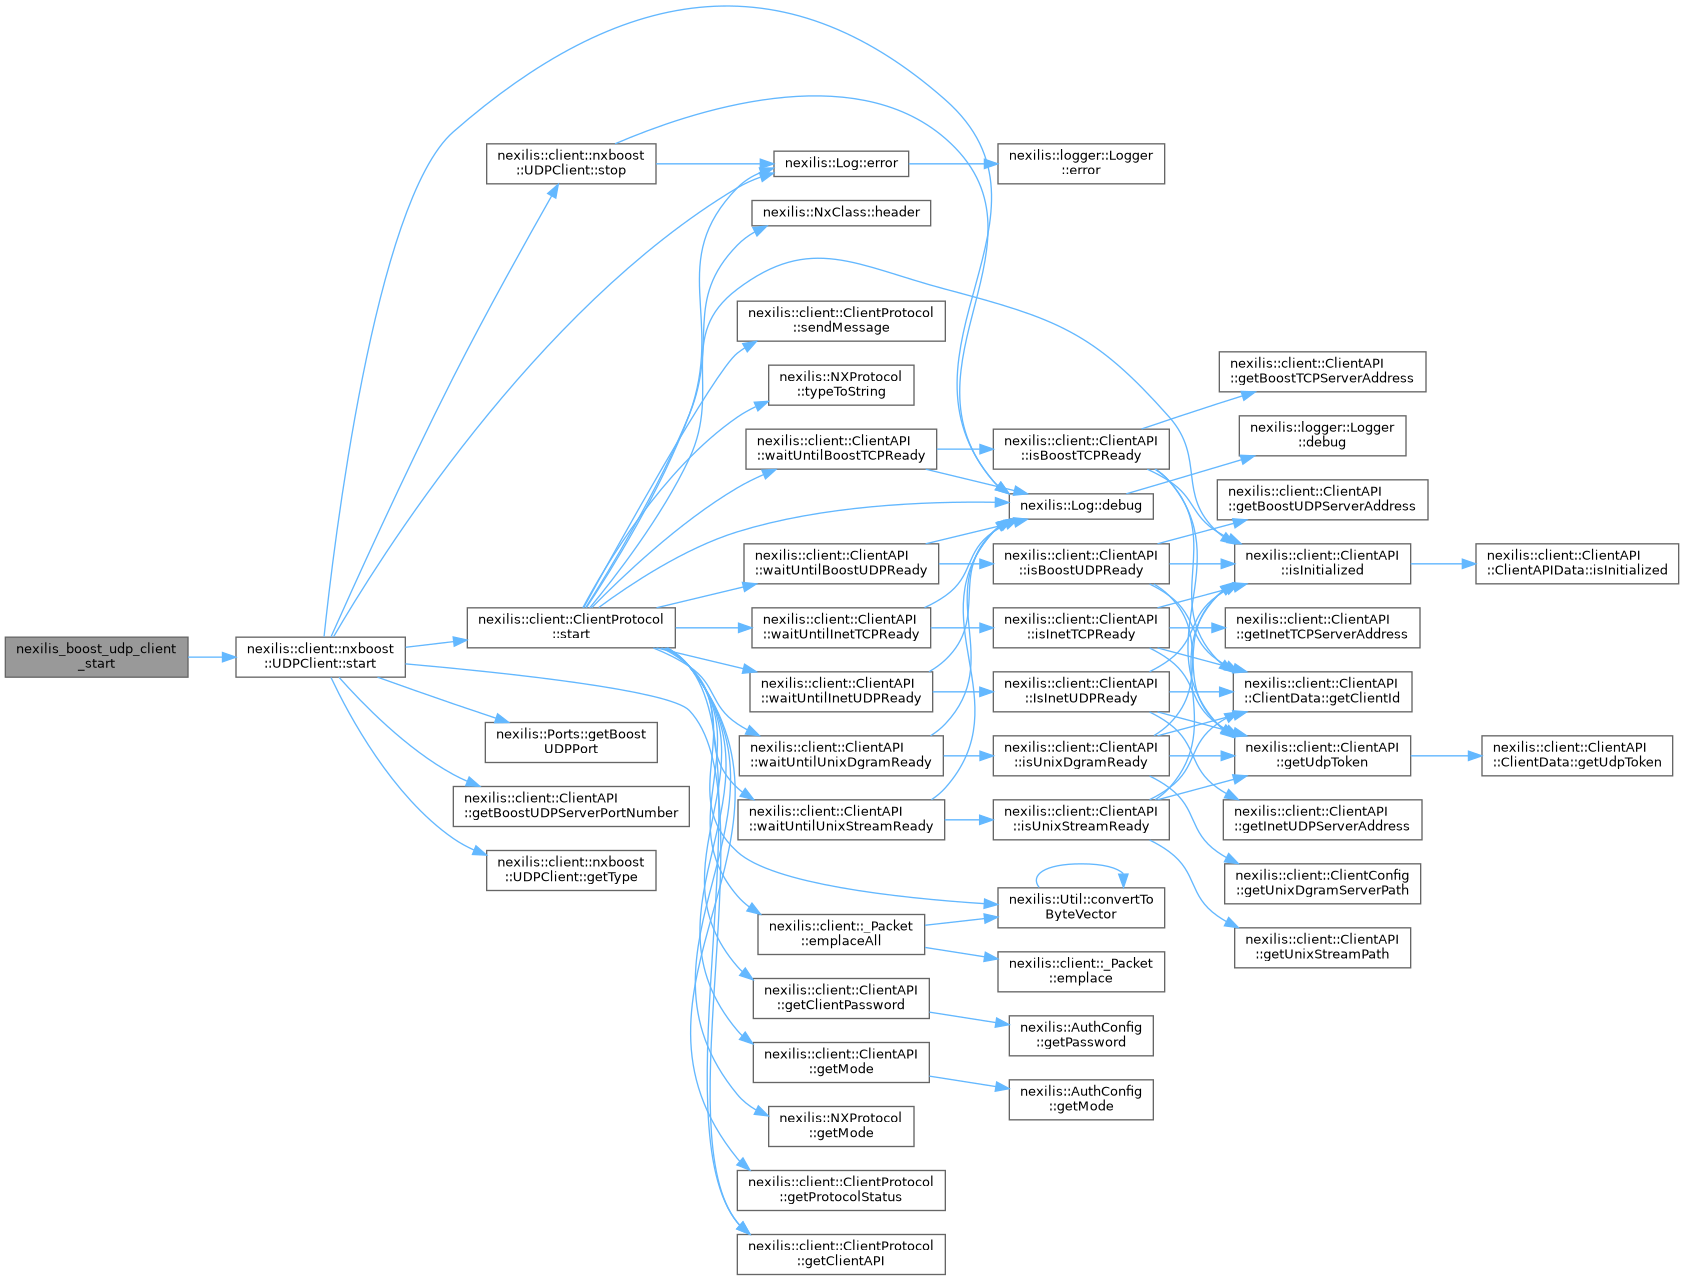 nexilis_boost_udp_client
_start
nexilis::client::nxboost
::UDPClient::start
nexilis::client::nxboost
::UDPClient::stop
nexilis::client::ClientProtocol
::start
nexilis::Ports::getBoost
UDPPort
nexilis::client::ClientAPI
::getBoostUDPServerPortNumber
nexilis::client::nxboost
::UDPClient::getType
nexilis::Log::error
nexilis::NxClass::header
nexilis::client::ClientProtocol
::sendMessage
nexilis::NXProtocol
::typeToString
nexilis::client::ClientAPI
::waitUntilBoostTCPReady
nexilis::client::ClientAPI
::waitUntilBoostUDPReady
nexilis::client::ClientAPI
::waitUntilInetTCPReady
nexilis::client::ClientAPI
::waitUntilInetUDPReady
nexilis::client::ClientAPI
::waitUntilUnixDgramReady
nexilis::client::ClientAPI
::waitUntilUnixStreamReady
nexilis::client::_Packet
::emplaceAll
nexilis::client::ClientAPI
::getClientPassword
nexilis::client::ClientAPI
::getMode
nexilis::NXProtocol
::getMode
nexilis::client::ClientProtocol
::getProtocolStatus
nexilis::client::ClientProtocol
::getClientAPI
nexilis::logger::Logger
::error
nexilis::client::ClientAPI
::isBoostTCPReady
nexilis::Log::debug
nexilis::client::ClientAPI
::isBoostUDPReady
nexilis::client::ClientAPI
::isInetTCPReady
nexilis::client::ClientAPI
::IsInetUDPReady
nexilis::client::ClientAPI
::isUnixDgramReady
nexilis::client::ClientAPI
::isUnixStreamReady
nexilis::Util::convertTo
ByteVector
nexilis::client::_Packet
::emplace
nexilis::AuthConfig
::getPassword
nexilis::AuthConfig
::getMode
nexilis::client::ClientAPI
::getBoostTCPServerAddress
nexilis::logger::Logger
::debug
nexilis::client::ClientAPI
::getBoostUDPServerAddress
nexilis::client::ClientAPI
::isInitialized
nexilis::client::ClientAPI
::getInetTCPServerAddress
nexilis::client::ClientAPI
::ClientData::getClientId
nexilis::client::ClientAPI
::getUdpToken
nexilis::client::ClientAPI
::getInetUDPServerAddress
nexilis::client::ClientConfig
::getUnixDgramServerPath
nexilis::client::ClientAPI
::getUnixStreamPath
nexilis::client::ClientAPI
::ClientAPIData::isInitialized
nexilis::client::ClientAPI
::ClientData::getUdpToken